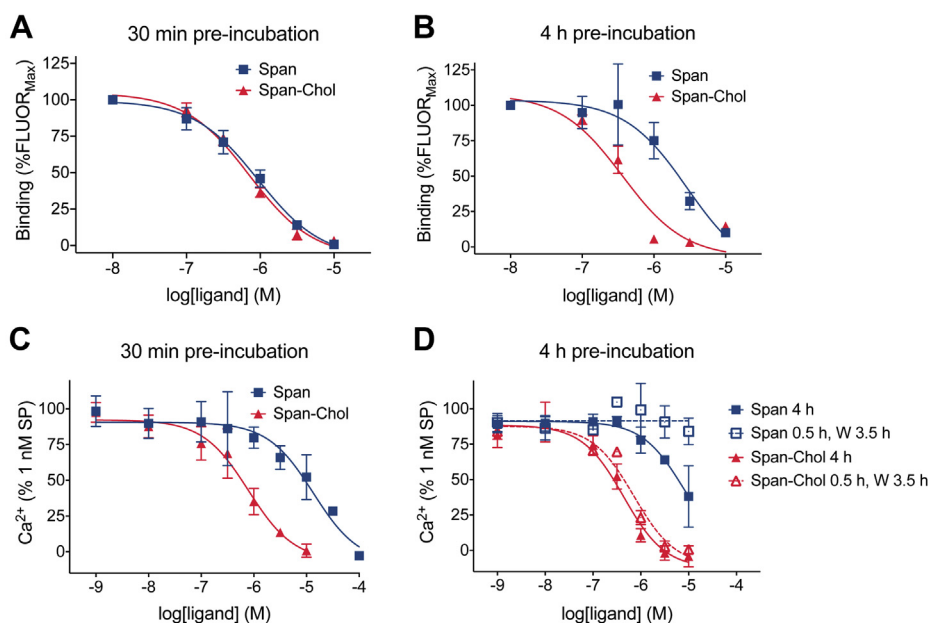 A
30 min pre-incubation
Binding (%FLUOR_Max)
125
100
75
50
25
0
Span
Span-Chol
-8
-7
-6
-5
log[ligand] (M)
B
4 h pre-incubation
Binding (%FLUOR_Max)
125
100
75
50
25
0
Span
Span-Chol
-8
-7
-6
-5
log[ligand] (M)
C
30 min pre-incubation
Ca²⁺ (% 1 nM SP)
100
75
50
25
0
Span
Span-Chol
-9
-8
-7
-6
-5
-4
log[ligand] (M)
D
4 h pre-incubation
Ca²⁺ (% 1 nM SP)
100
75
50
25
0
Span 4 h
Span 0.5 h, W 3.5 h
Span-Chol 4 h
Span-Chol 0.5 h, W 3.5 h
-9
-8
-7
-6
-5
-4
log[ligand] (M)